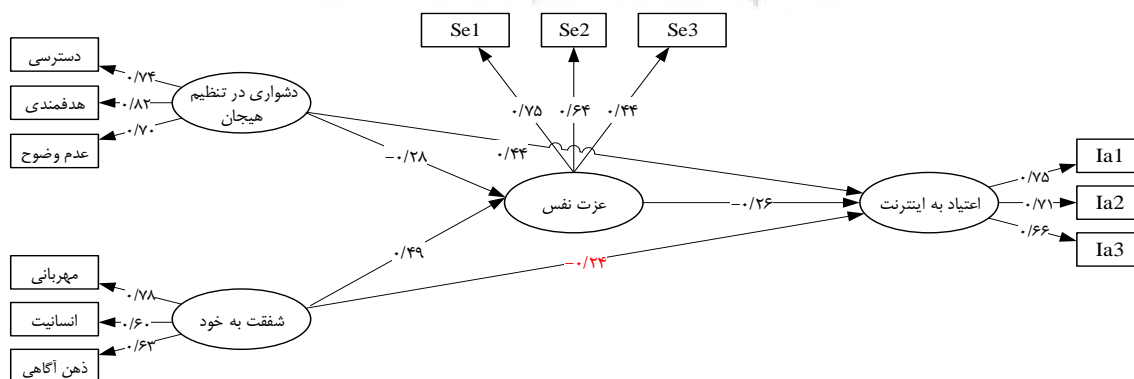 Se1
Se2
Se3
دسترسی
هدفمندی
عدم وضوح
۰/۷۴
۰/۸۲
۰/۷۰
دشواری در تنظیم
هیجان
۰/۷۵
۰/۶۴
۰/۴۴
۰/۴۴
−۰/۲۸
عزت نفس
−۰/۲۶
اعتیاد به اینترنت
۰/۷۵
۰/۷۱
۰/۶۶
Ia1
Ia2
Ia3
۰/۴۹
−۰/۲۴
مهربانی
انسانیت
ذهن آگاهی
۰/۷۸
۰/۶۰
۰/۶۳
شفقت به خود